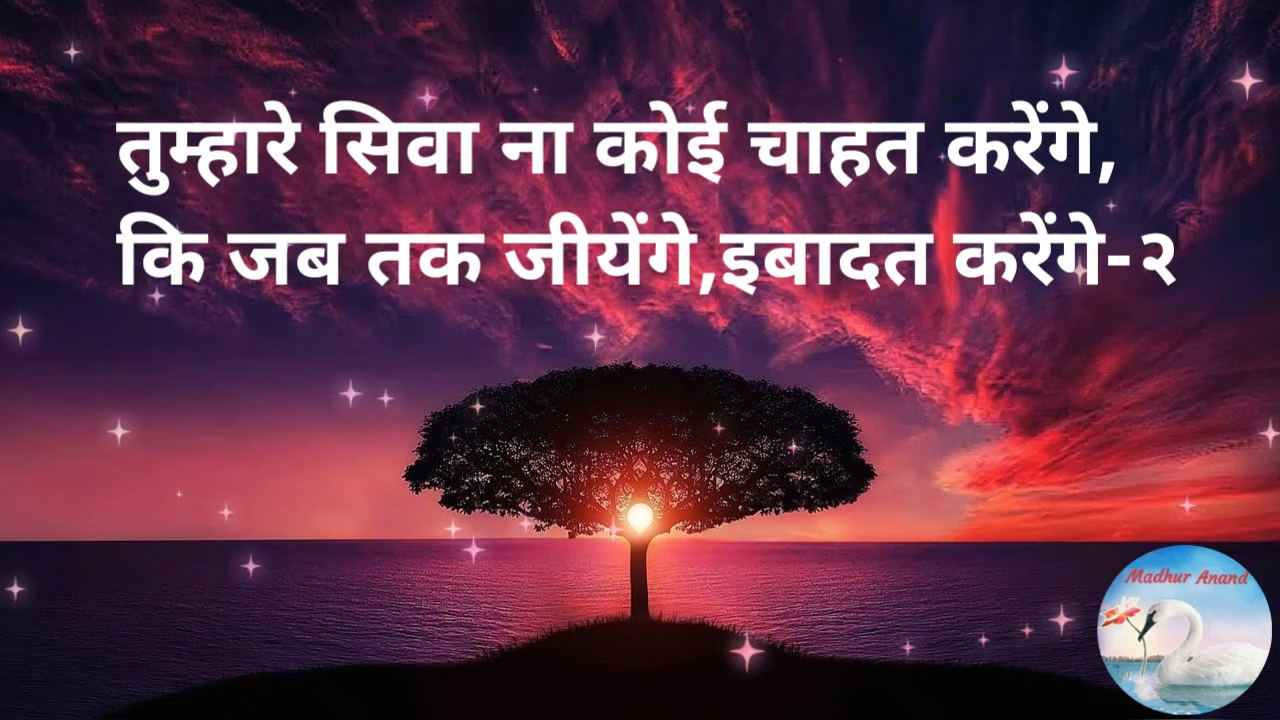 तुम्हारे सिवा ना कोई चाहत करेंगे,
कि जब तक जीयेंगे,इबादत करेंगे-२
Madhur Anand